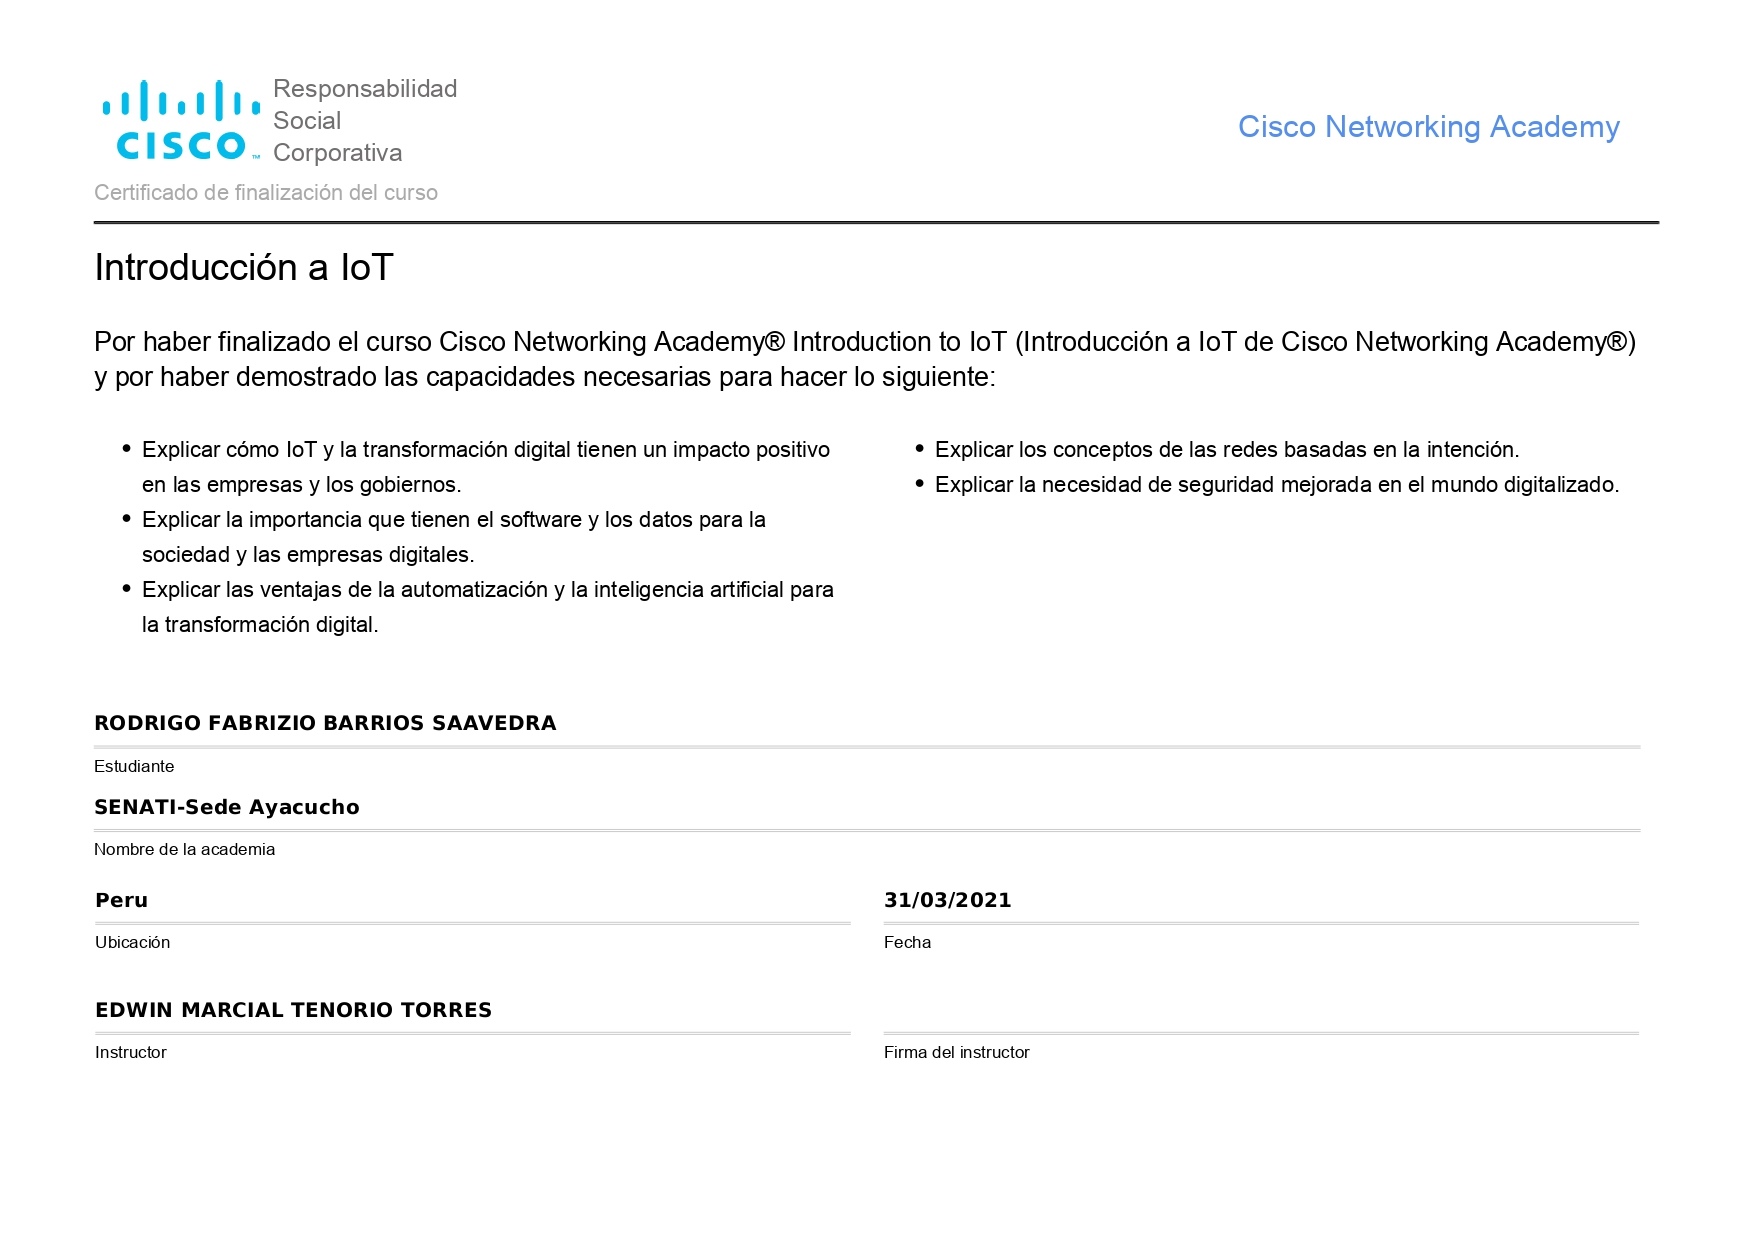 Responsabilidad
Social
Corporativa
CISCO™
Cisco Networking Academy
Certificado de finalización del curso
Introducción a IoT
Por haber finalizado el curso Cisco Networking Academy® Introduction to IoT (Introducción a IoT de Cisco Networking Academy®)
y por haber demostrado las capacidades necesarias para hacer lo siguiente:
• Explicar cómo IoT y la transformación digital tienen un impacto positivo
en las empresas y los gobiernos.
• Explicar la importancia que tienen el software y los datos para la
sociedad y las empresas digitales.
• Explicar las ventajas de la automatización y la inteligencia artificial para
la transformación digital.
• Explicar los conceptos de las redes basadas en la intención.
• Explicar la necesidad de seguridad mejorada en el mundo digitalizado.
RODRIGO FABRIZIO BARRIOS SAAVEDRA
Estudiante
SENATI-Sede Ayacucho
Nombre de la academia
Peru
Ubicación
31/03/2021
Fecha
EDWIN MARCIAL TENORIO TORRES
Instructor
Firma del instructor